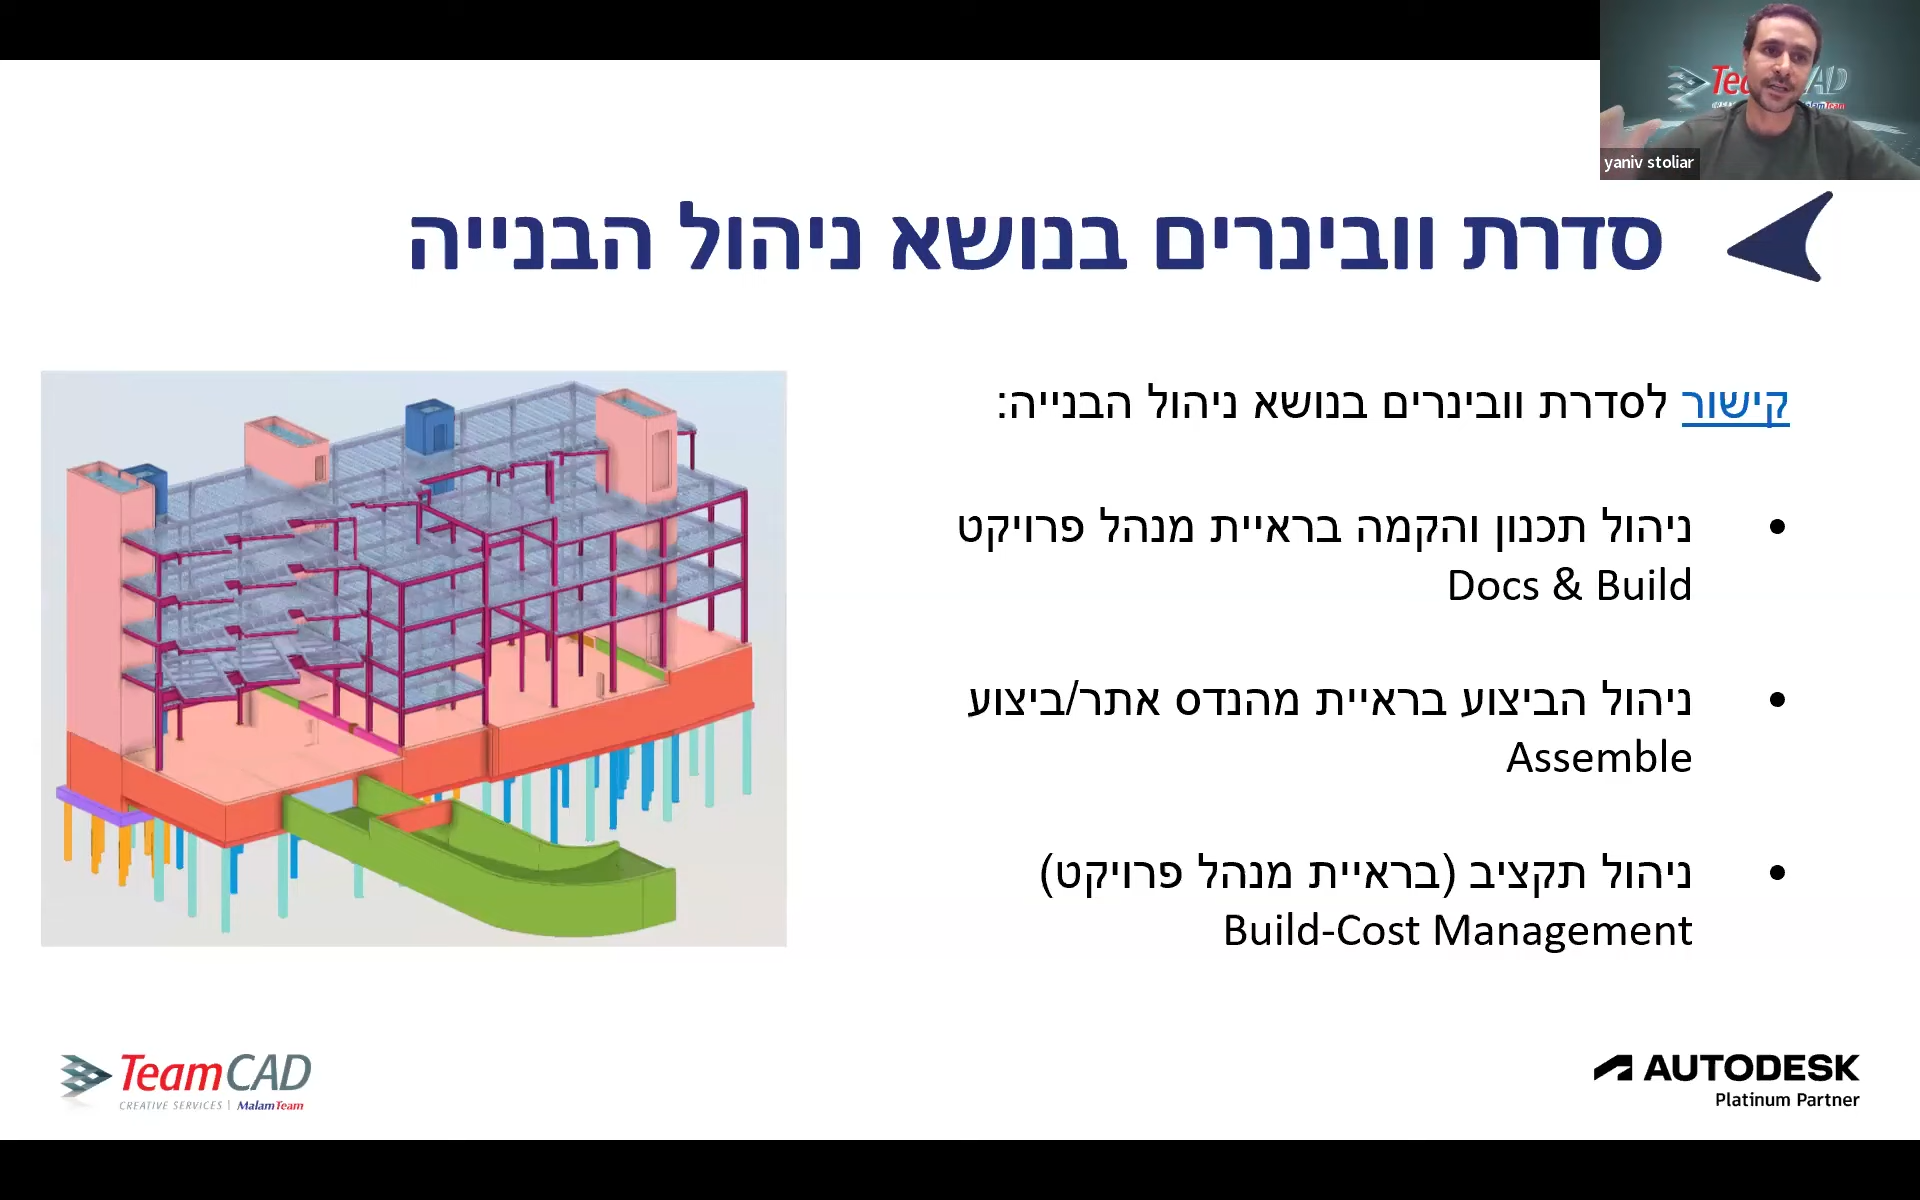 TeamCAD
MalamTeam
yaniv stoliar
סדרת וובינרים בנושא ניהול הבנייה
קישור לסדרת וובינרים בנושא ניהול הבנייה:
• ניהול תכנון והקמה בראיית מנהל פרויקט
Docs & Build
• ניהול הביצוע בראיית מהנדס אתר/ביצוע
Assemble
• ניהול תקציב (בראיית מנהל פרויקט)
Build-Cost Management
TeamCAD
CREATIVE SERVICES | MalamTeam
AUTODESK
Platinum Partner